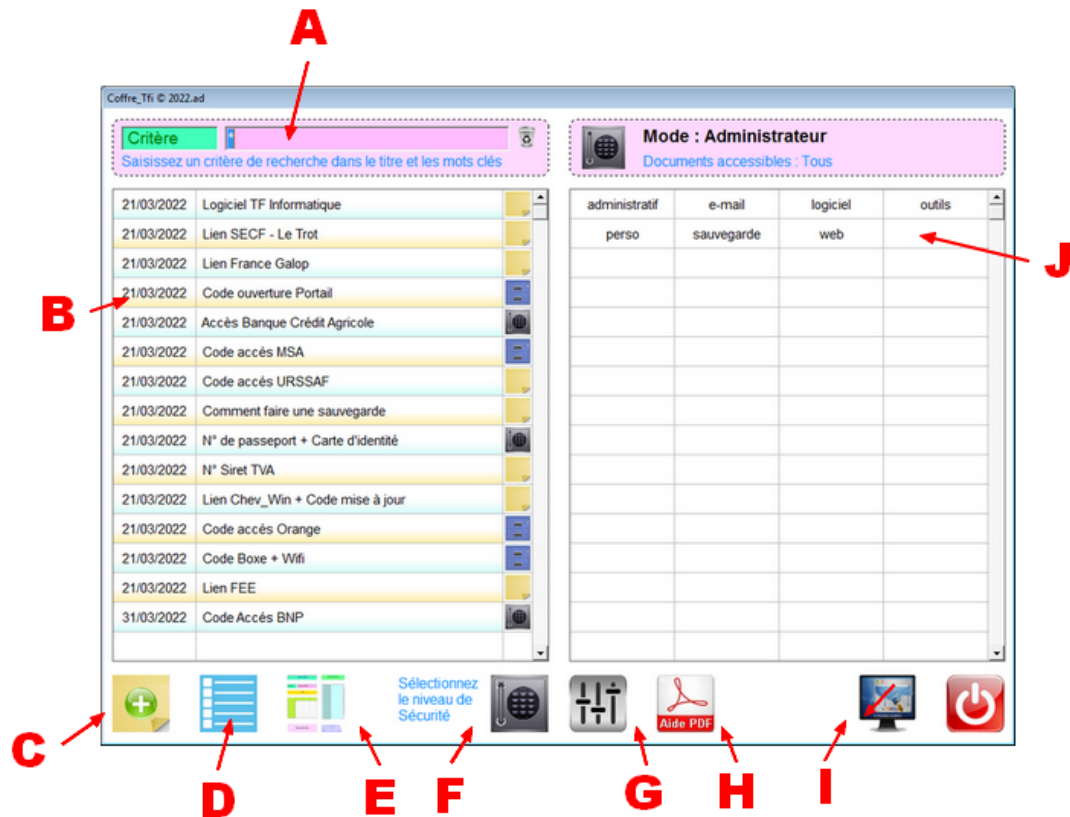 A
Coffre_Tfi © 2022.ad
Critère
Saisissez un critère de recherche dans le titre et les mots clés
Mode : Administrateur
Documents accessibles : Tous
21/03/2022 Logiciel TF Informatique
21/03/2022 Lien SECF - Le Trot
21/03/2022 Lien France Galop
21/03/2022 Code ouverture Portail
21/03/2022 Accès Banque Crédit Agricole
21/03/2022 Code accés MSA
21/03/2022 Code accés URSSAF
21/03/2022 Comment faire une sauvegarde
21/03/2022 N° de passeport + Carte d'identité
21/03/2022 N° Siret TVA
21/03/2022 Lien Chev_Win + Code mise à jour
21/03/2022 Code accés Orange
21/03/2022 Code Boxe + Wifi
21/03/2022 Lien FEE
31/03/2022 Code Accés BNP
administratif e-mail logiciel outils
perso sauvegarde web
J
B
Sélectionnez
le niveau de
Sécurité
Aide PDF
C
D
E
F
G
H
I